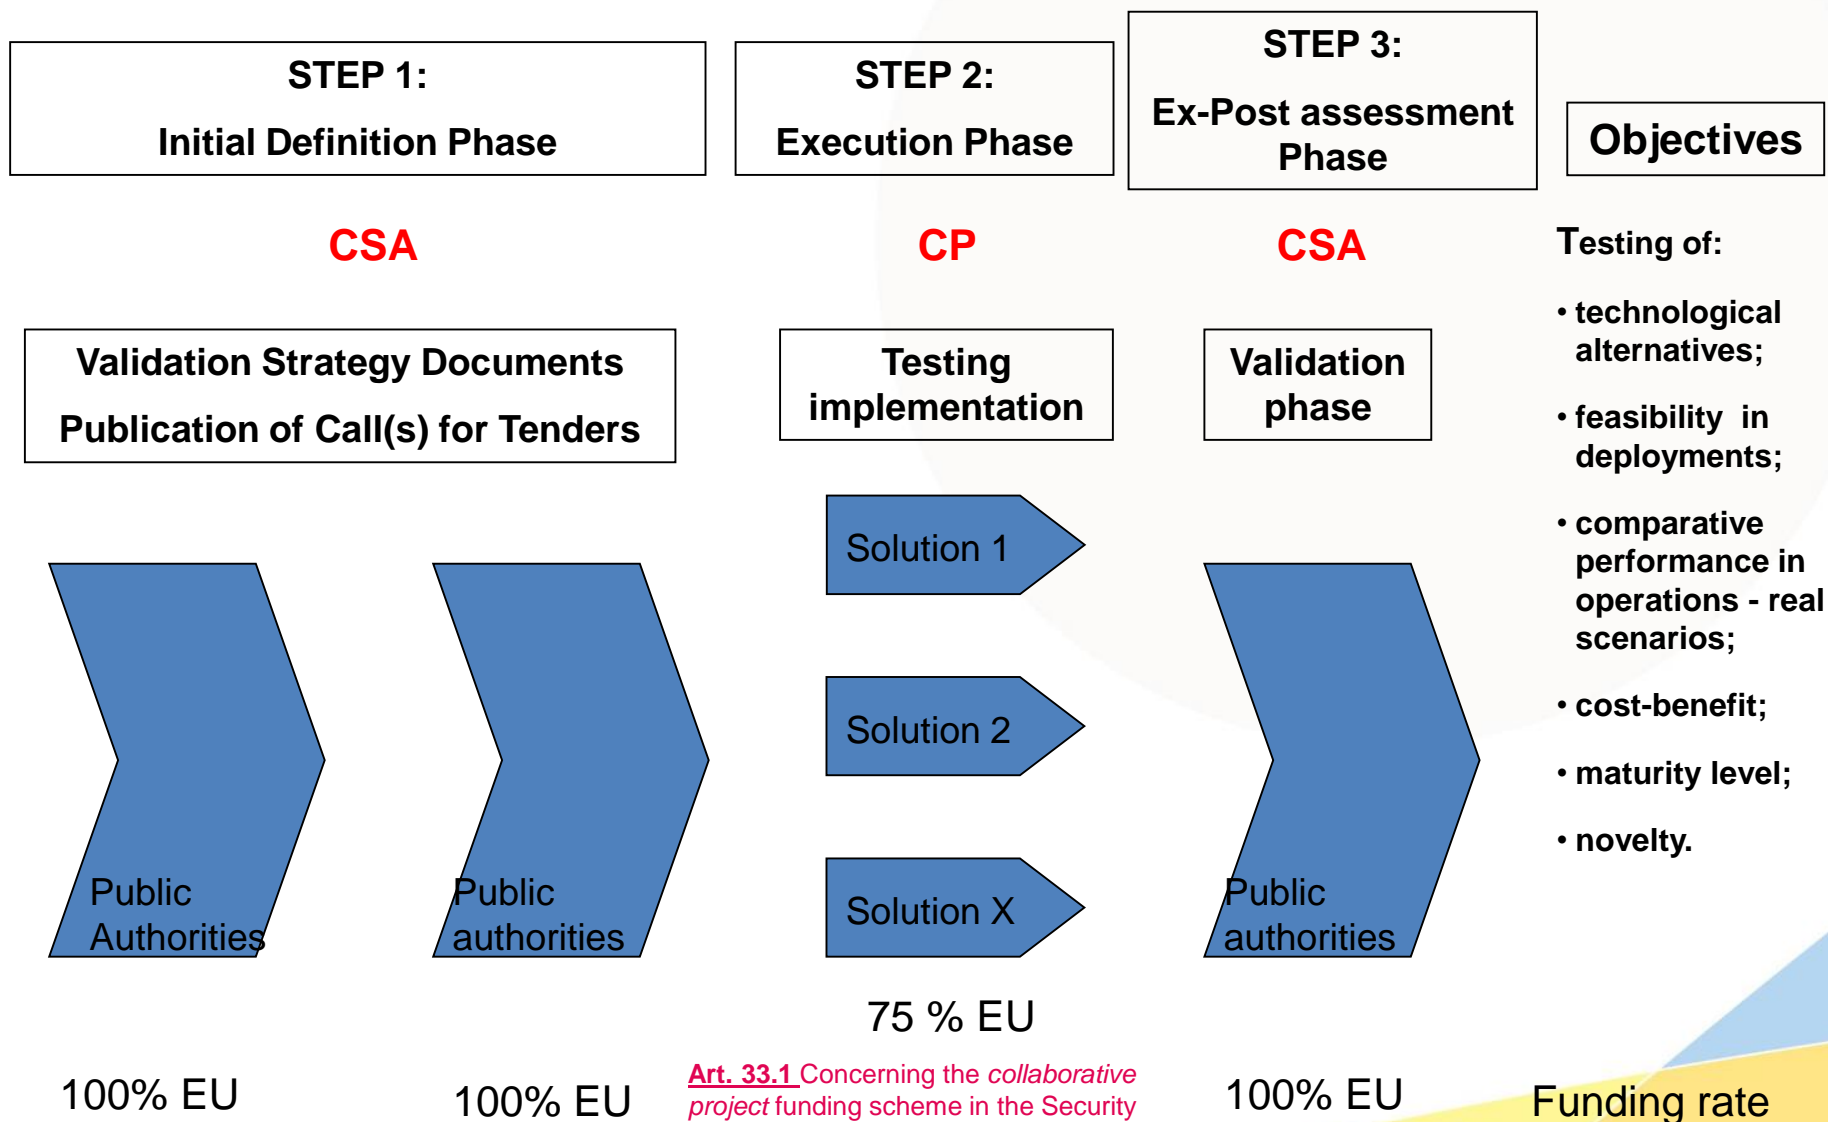 STEP 1:
Initial Definition Phase
STEP 2:
Execution Phase
STEP 3:
Ex-Post assessment
Phase
Objectives
CSA
CP
CSA
Validation Strategy Documents
Publication of Call(s) for Tenders
Testing
implementation
Validation
phase
Testing of:
• technological
alternatives;
• feasibility in
deployments;
• comparative
performance in
operations - real
scenarios;
• cost-benefit;
• maturity level;
• novelty.
Public
Authorities
Public
authorities
Solution 1
Solution 2
Solution X
Public
authorities
75 % EU
Art. 33.1 Concerning the collaborative
project funding scheme in the Security
100% EU
100% EU
100% EU
Funding rate